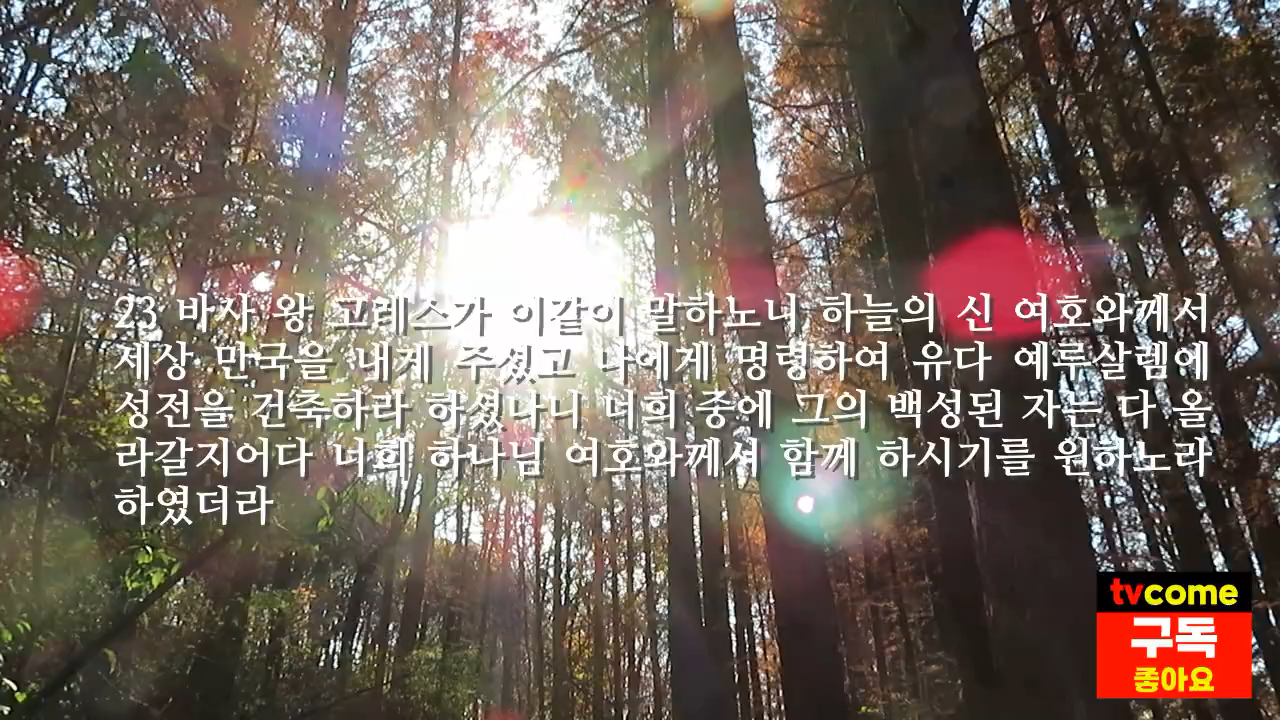 23 바사 왕 고레스가 이같이 말하노니 하늘의 신 여호와께서
세상 만국을 내게 주셨고 나에게 명령하여 유다 예루살렘에
성전을 건축하라 하셨나니 너희 중에 그의 백성된 자는 다 올
라갈지어다 너희 하나님 여호와께서 함께 하시기를 원하노라
하였더라
tvcome
구독
좋아요